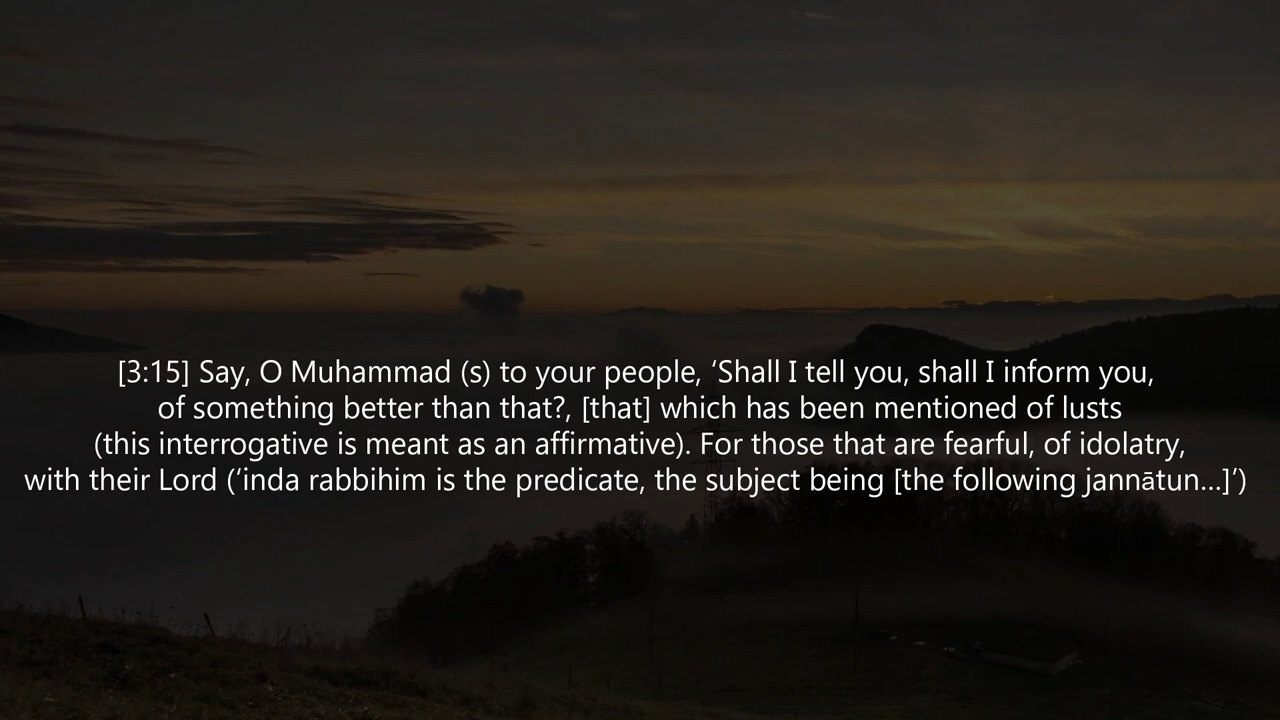 [3:15] Say, O Muhammad (s) to your people, ‘Shall I tell you, shall I inform you,
of something better than that?, [that] which has been mentioned of lusts
(this interrogative is meant as an affirmative). For those that are fearful, of idolatry,
with their Lord (‘inda rabbihim is the predicate, the subject being [the following jannātun…]’)